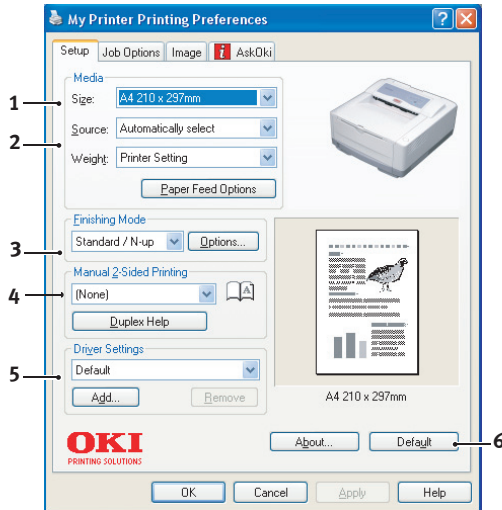 My Printer Printing Preferences
Setup Job Options Image i AskOki
Media
1
Size: A4 210 x 297mm
2
Source: Automatically select
Weight: Printer Setting
Paper Feed Options
Finishing Mode
3
Standard / N-up Options...
Manual 2-Sided Printing
4
(None) A
Duplex Help
Driver Settings
5
Default
Add... Remove
A4 210 x 297mm
OKI
PRINTING SOLUTIONS
About... Default
6
OK Cancel Apply Help